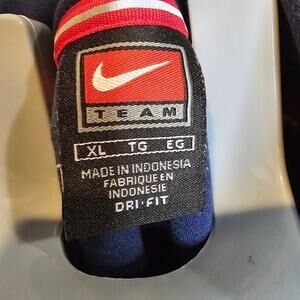 TEAM
XL TG EG
MADE IN INDONESIA
FABRIQUE EN
INDONESIE
DRI-FIT